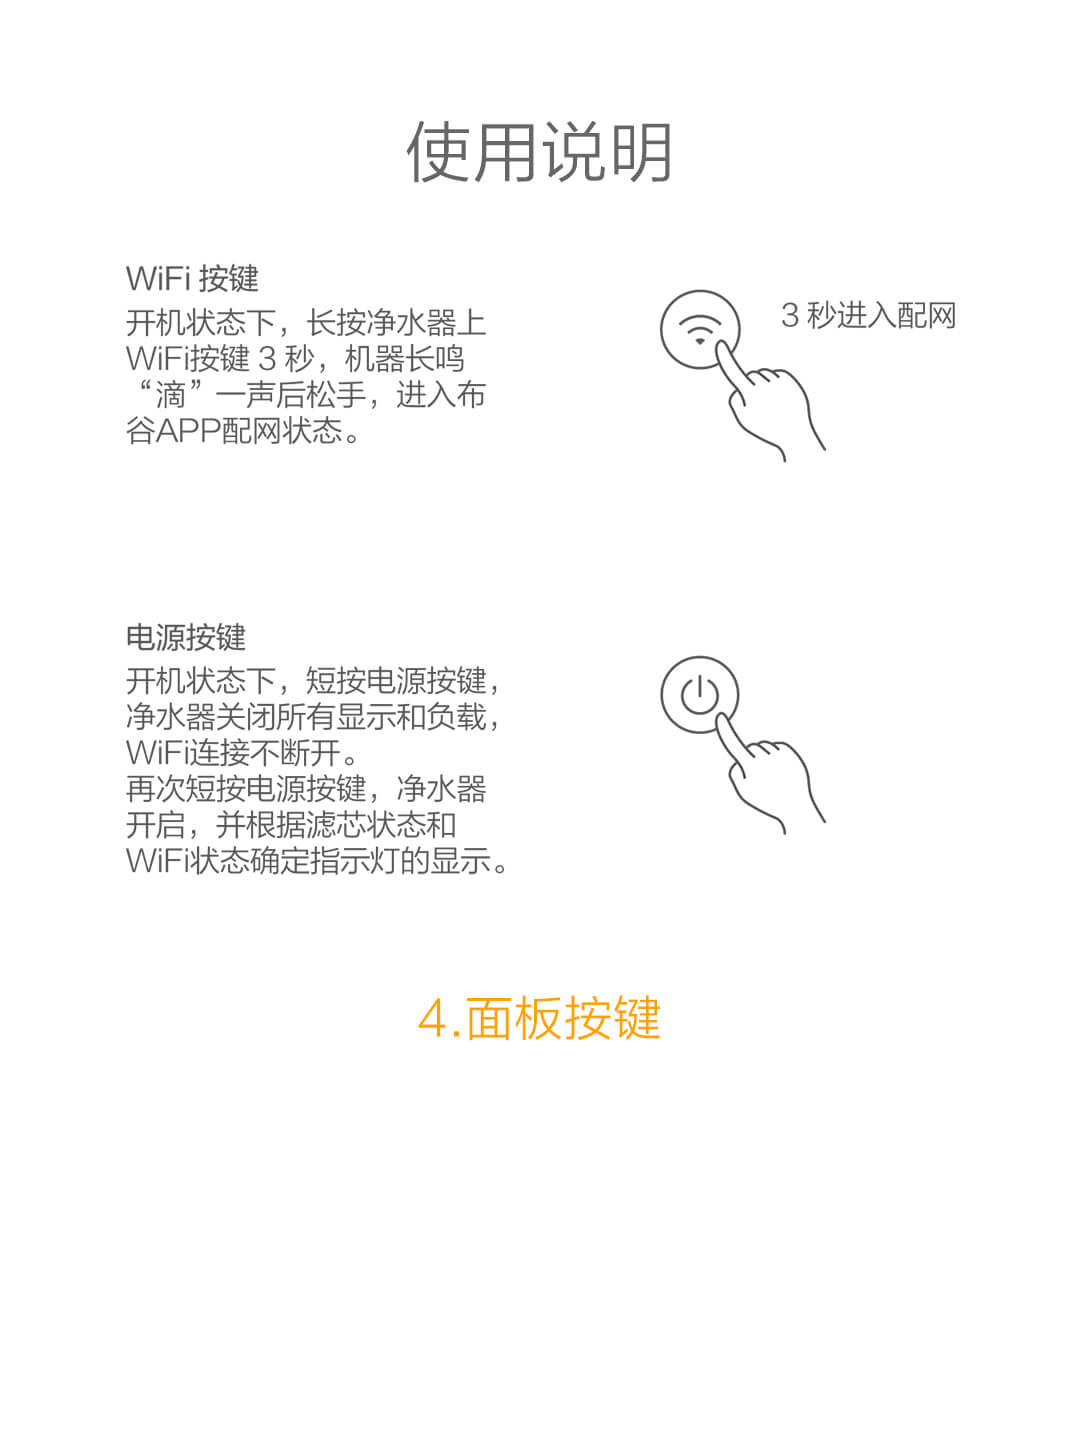 使用说明
WiFi 按键
开机状态下，长按净水器上
WiFi按键 3 秒，机器长鸣
“滴”一声后松手，进入布
谷APP配网状态。
3 秒进入配网
电源按键
开机状态下，短按电源按键，
净水器关闭所有显示和负载，
WiFi连接不断开。
再次短按电源按键，净水器
开启，并根据滤芯状态和
WiFi状态确定指示灯的显示。
4.面板按键